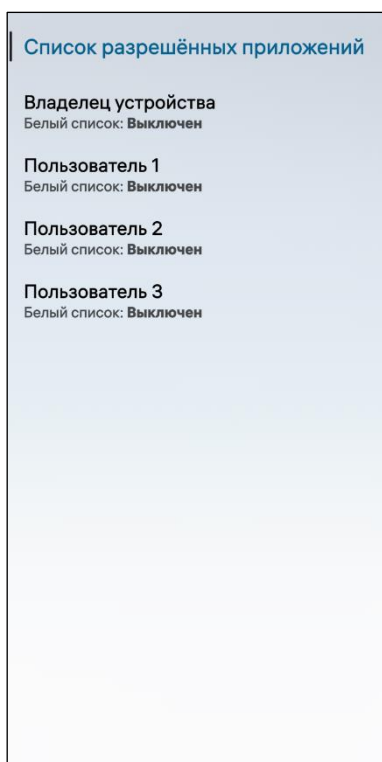 Список разрешённых приложений
Владелец устройства
Белый список: Выключен
Пользователь 1
Белый список: Выключен
Пользователь 2
Белый список: Выключен
Пользователь 3
Белый список: Выключен